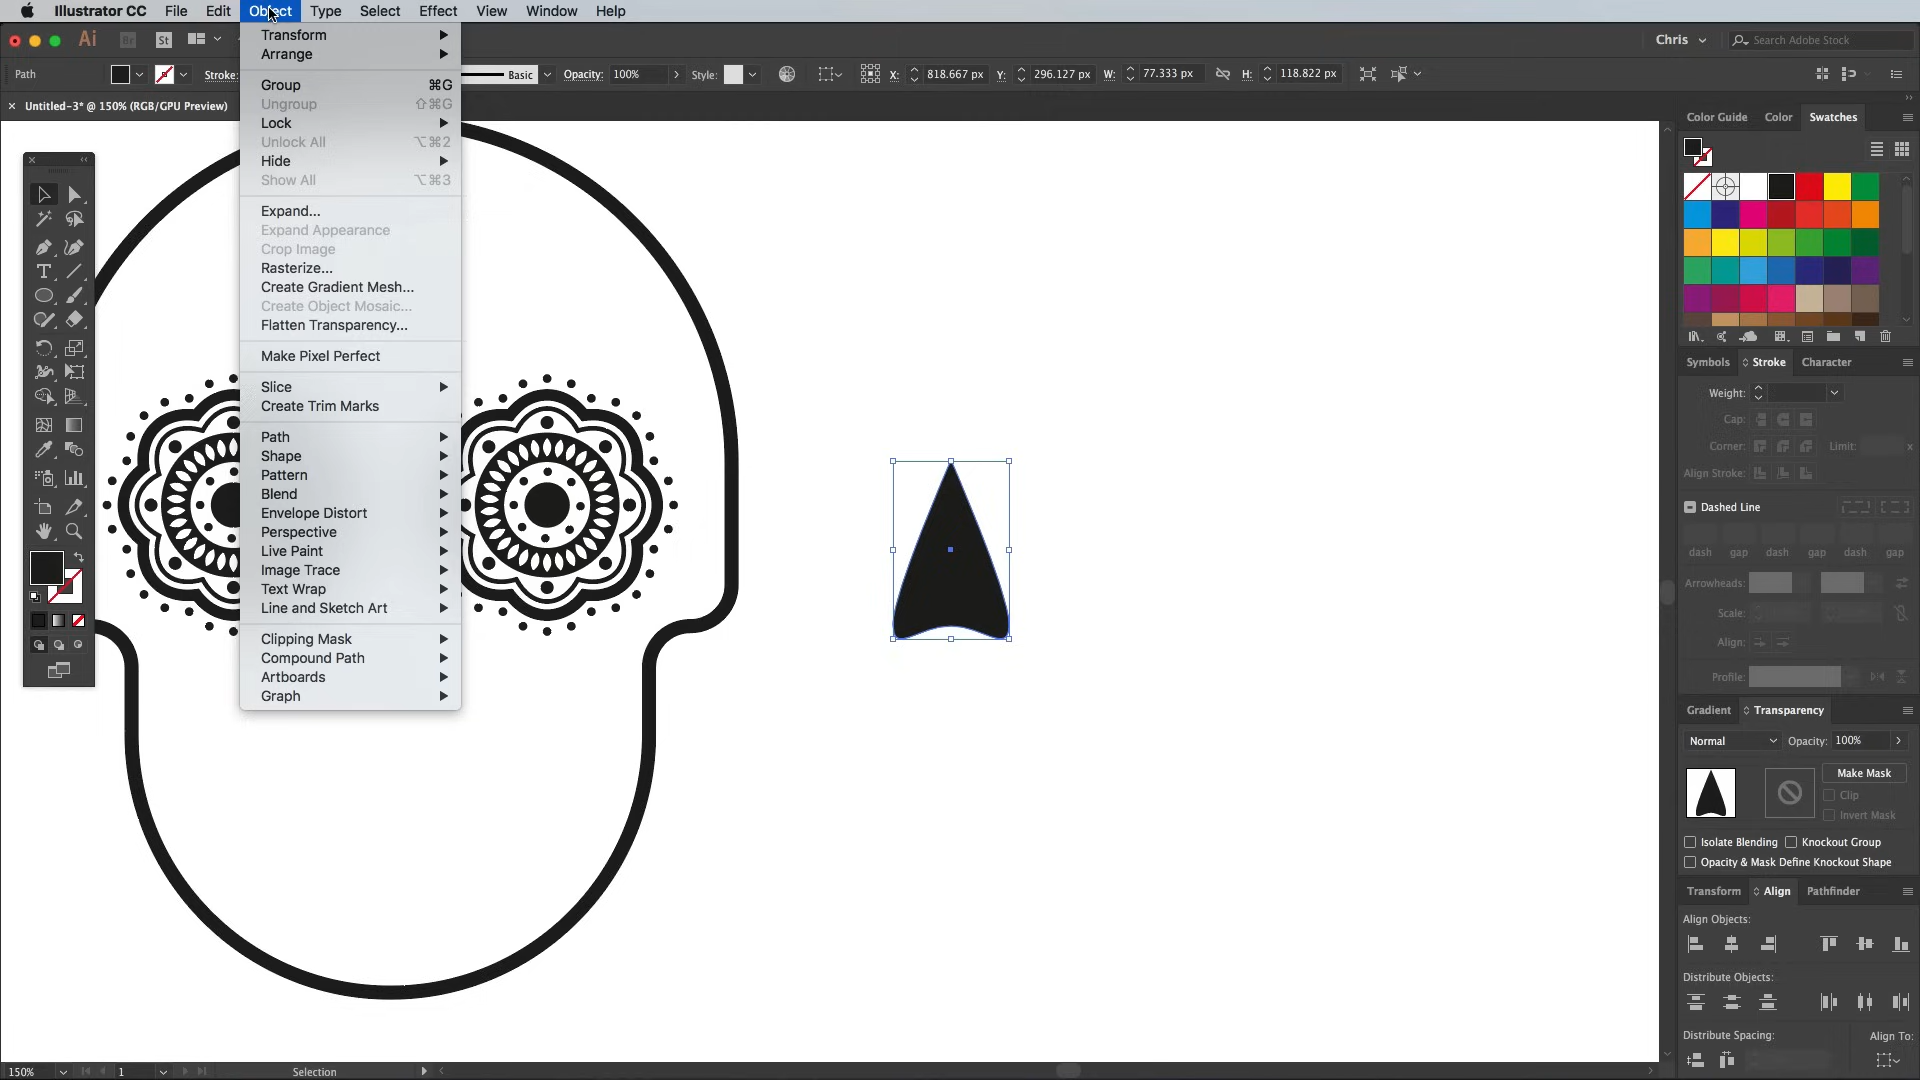 Illustrator CC File Edit Object Type Select Effect View Window Help
Ai Br St Chris Search Adobe Stock
Path Stroke: Basic Opacity: 100% Style: X: 818.667 px Y: 296.127 px W: 77.333 px H: 118.822 px
Untitled-3* @ 150% (RGB/GPU Preview)
Transform
Arrange
Group ⌘G
Ungroup ⇧⌘G
Lock
Unlock All ⌥⌘2
Hide
Show All ⌥⌘3
Expand...
Expand Appearance
Crop Image
Rasterize...
Create Gradient Mesh...
Create Object Mosaic...
Flatten Transparency...
Make Pixel Perfect
Slice
Create Trim Marks
Path
Shape
Pattern
Blend
Envelope Distort
Perspective
Live Paint
Image Trace
Text Wrap
Line and Sketch Art
Clipping Mask
Compound Path
Artboards
Graph
Color Guide Color Swatches
Symbols Stroke Character
Weight:
Cap:
Corner: Limit: x
Align Stroke:
Dashed Line
dash gap dash gap dash gap
Arrowheads:
Scale:
Align:
Profile:
Gradient Transparency
Normal Opacity: 100%
Make Mask
Clip
Invert Mask
Isolate Blending Knockout Group
Opacity & Mask Define Knockout Shape
Transform Align Pathfinder
Align Objects:
Distribute Objects:
Distribute Spacing: Align To:
150% 1 Selection